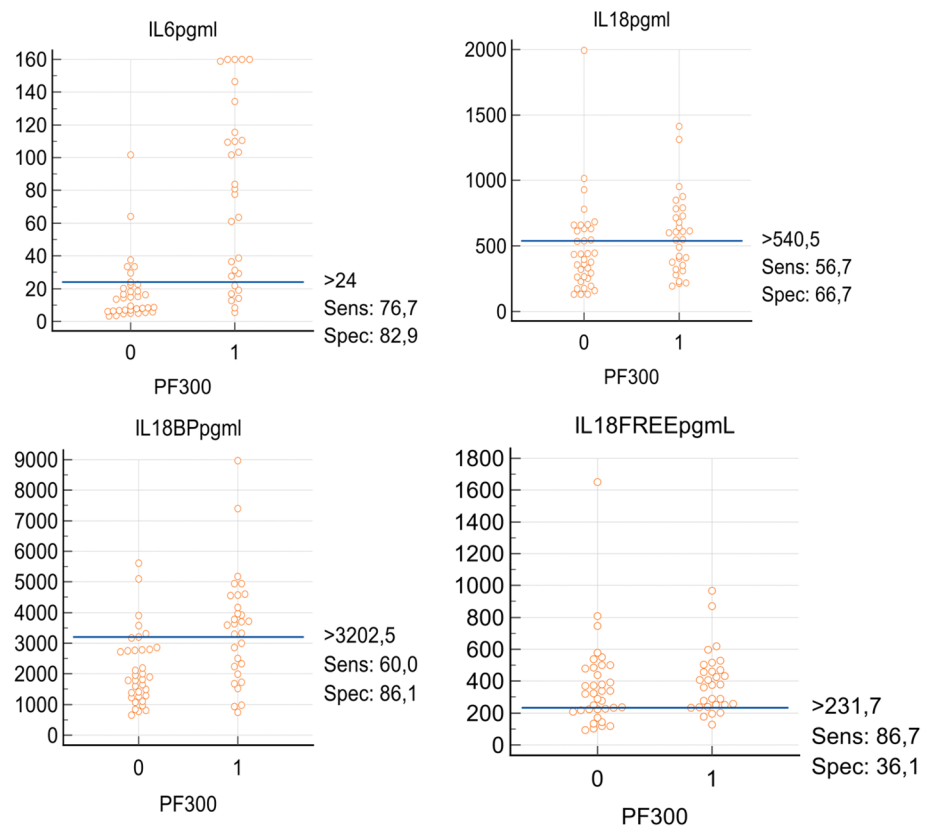 IL6pgml
160
140
120
100
80
60
40
20
0
>24
Sens: 76,7
Spec: 82,9
0 1
PF300
IL18pgml
2000
1500
1000
500
0
>540,5
Sens: 56,7
Spec: 66,7
0 1
PF300
IL18BPpgml
9000
8000
7000
6000
5000
4000
3000
2000
1000
0
>3202,5
Sens: 60,0
Spec: 86,1
0 1
PF300
IL18FREEpgmL
1800
1600
1400
1200
1000
800
600
400
200
0
>231,7
Sens: 86,7
Spec: 36,1
0 1
PF300